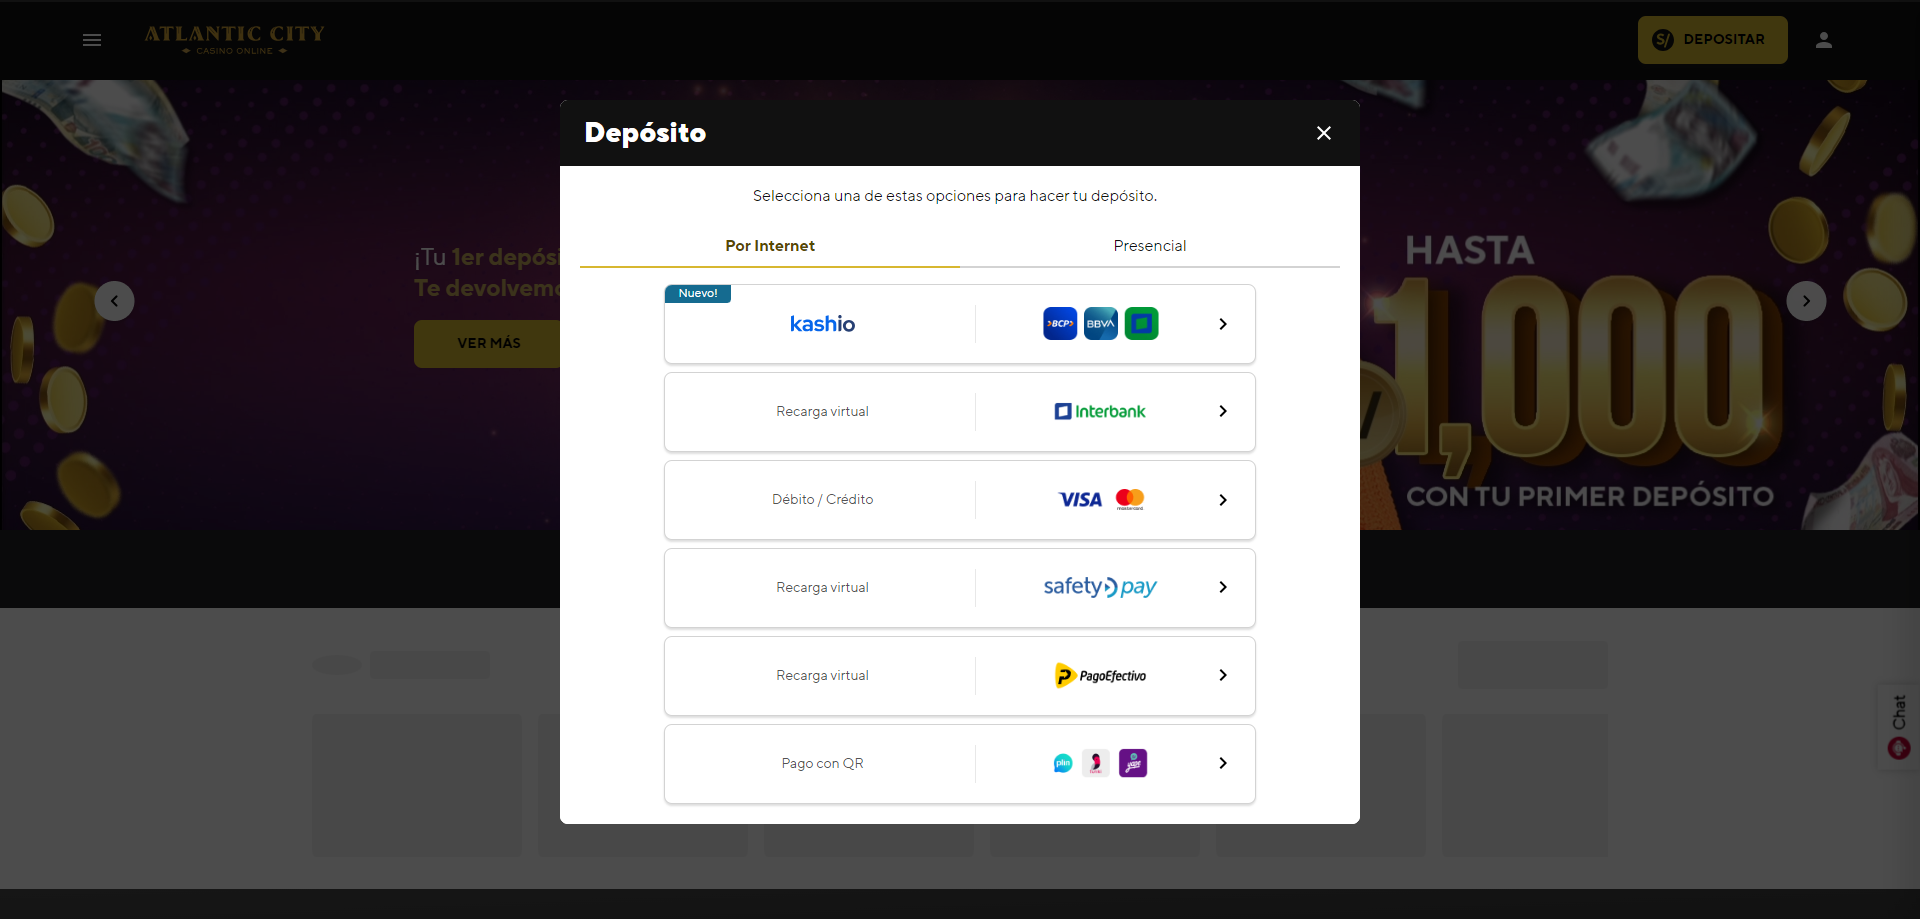 ATLANTIC CITY
CASINO ONLINE
S/ DEPOSITAR
Depósito
Selecciona una de estas opciones para hacer tu depósito.
Por Internet
Presencial
¡Tu 1er depósi
Te devolvemo
VER MÁS
HASTA
1,000
CON TU PRIMER DEPÓSITO
Nuevo!
kashio
BCP
BBVA
Recarga virtual
Interbank
Débito / Crédito
VISA
mastercard
Recarga virtual
safetypay
Recarga virtual
PagoEfectivo
Pago con QR
plin
yape
Chat